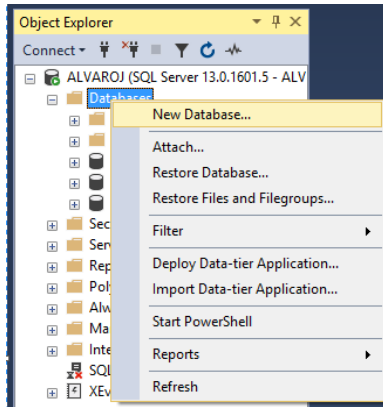 Object Explorer
Connect
ALVAROJ (SQL Server 13.0.1601.5 - ALV
Databases
New Database...
Attach...
Restore Database...
Restore Files and Filegroups...
Sec
Filter
Serv
Rep
Deploy Data-tier Application...
Pol
Import Data-tier Application...
Alw
Ma
Start PowerShell
Inte
Reports
SQL
XEv
Refresh